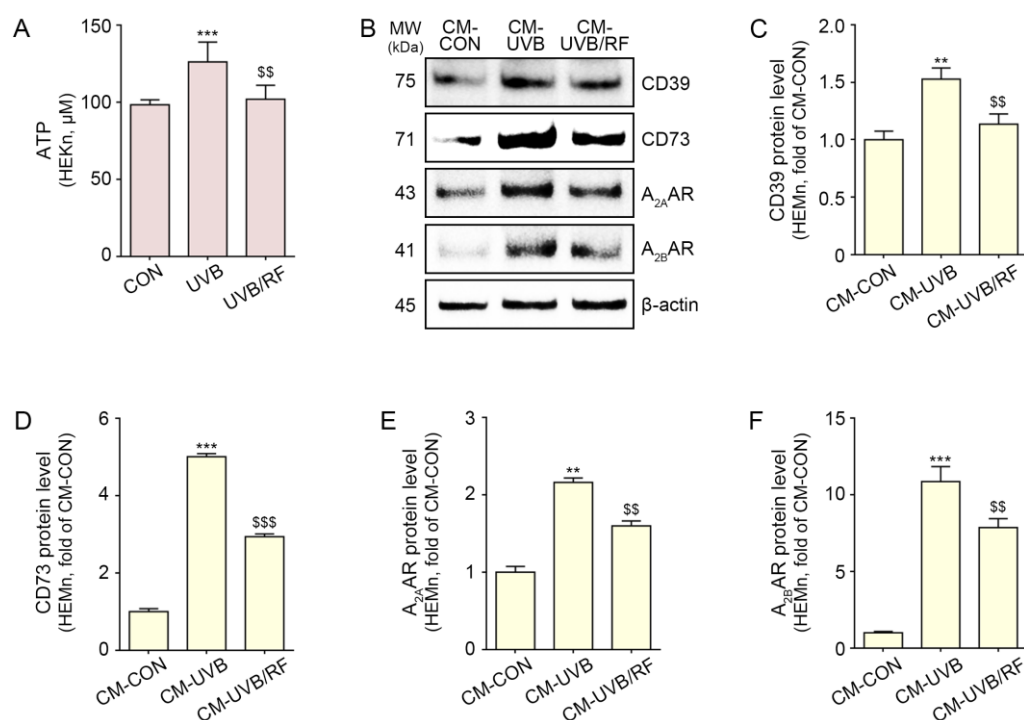 A
150
100
50
0
ATP
(HEKn, µM)
***
$$
CON
UVB
UVB/RF
B
MW
(kDa)
CM-
CON
CM-
UVB
CM-
UVB/RF
75
CD39
71
CD73
43
A₂ₐAR
41
A₂BAR
45
β-actin
C
2.0
1.5
1.0
0.5
0.0
CD39 protein level
(HEMn, fold of CM-CON)
**
$$
CM-CON
CM-UVB
CM-UVB/RF
D
6
4
2
0
CD73 protein level
(HEMn, fold of CM-CON)
***
$$$
CM-CON
CM-UVB
CM-UVB/RF
E
3
2
1
0
A2AAR protein level
(HEMn, fold of CM-CON)
**
$$
CM-CON
CM-UVB
CM-UVB/RF
F
15
10
5
0
A2BAR protein level
(HEMn, fold of CM-CON)
***
$$
CM-CON
CM-UVB
CM-UVB/RF